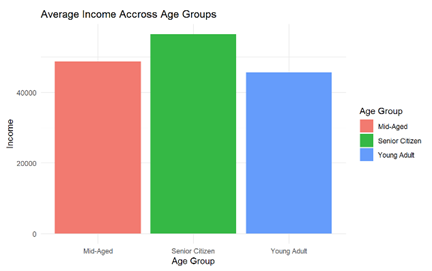 Average Income Accross Age Groups
Income
40000
20000
0
Mid-Aged
Senior Citizen
Young Adult
Age Group
Age Group
Mid-Aged
Senior Citizen
Young Adult